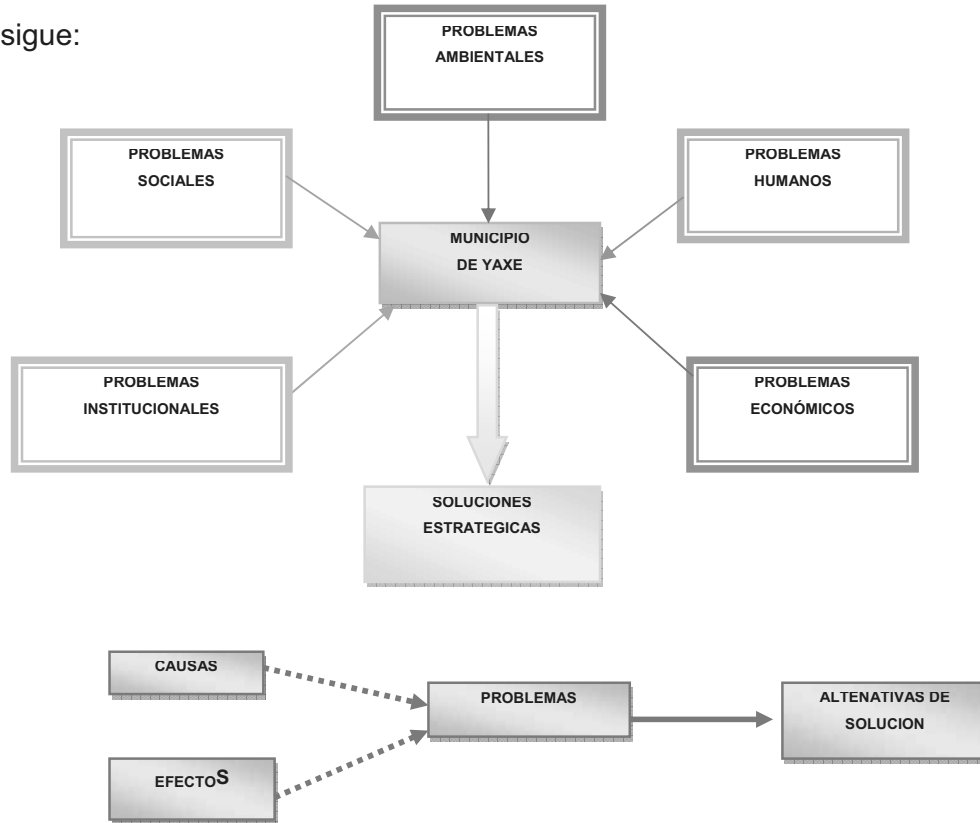 sigue:
PROBLEMAS
AMBIENTALES
PROBLEMAS
SOCIALES
PROBLEMAS
HUMANOS
MUNICIPIO
DE YAXE
PROBLEMAS
INSTITUCIONALES
PROBLEMAS
ECONÓMICOS
SOLUCIONES
ESTRATEGICAS
CAUSAS
PROBLEMAS
ALTENATIVAS DE
SOLUCION
EFECTOS